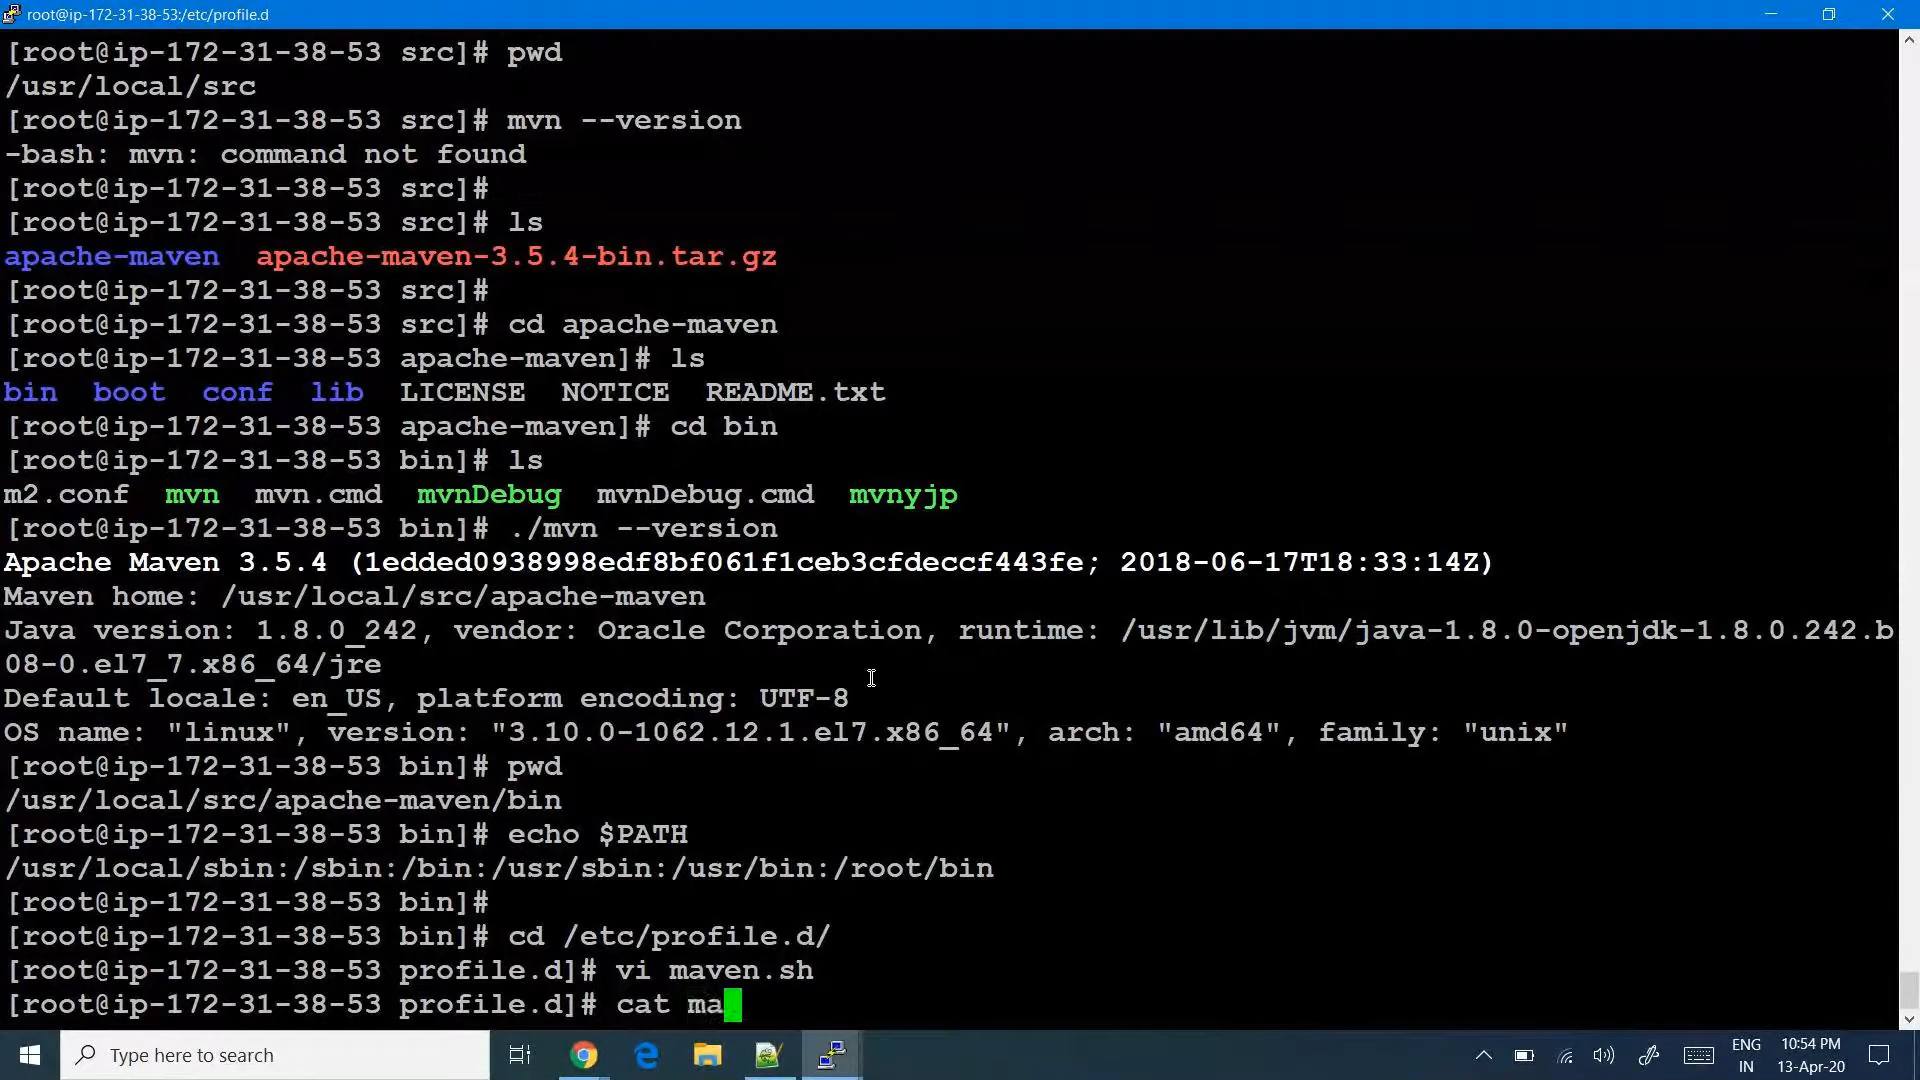 root@ip-172-31-38-53:/etc/profile.d
[root@ip-172-31-38-53 src]# pwd
/usr/local/src
[root@ip-172-31-38-53 src]# mvn --version
-bash: mvn: command not found
[root@ip-172-31-38-53 src]#
[root@ip-172-31-38-53 src]# ls
apache-maven  apache-maven-3.5.4-bin.tar.gz
[root@ip-172-31-38-53 src]#
[root@ip-172-31-38-53 src]# cd apache-maven
[root@ip-172-31-38-53 apache-maven]# ls
bin  boot  conf  lib  LICENSE  NOTICE  README.txt
[root@ip-172-31-38-53 apache-maven]# cd bin
[root@ip-172-31-38-53 bin]# ls
m2.conf  mvn  mvn.cmd  mvnDebug  mvnDebug.cmd  mvnyjp
[root@ip-172-31-38-53 bin]# ./mvn --version
Apache Maven 3.5.4 (1edded0938998edf8bf061f1ceb3cfdeccf443fe; 2018-06-17T18:33:14Z)
Maven home: /usr/local/src/apache-maven
Java version: 1.8.0_242, vendor: Oracle Corporation, runtime: /usr/lib/jvm/java-1.8.0-openjdk-1.8.0.242.b
08-0.el7_7.x86_64/jre
Default locale: en_US, platform encoding: UTF-8
OS name: "linux", version: "3.10.0-1062.12.1.el7.x86_64", arch: "amd64", family: "unix"
[root@ip-172-31-38-53 bin]# pwd
/usr/local/src/apache-maven/bin
[root@ip-172-31-38-53 bin]# echo $PATH
/usr/local/sbin:/sbin:/bin:/usr/sbin:/usr/bin:/root/bin
[root@ip-172-31-38-53 bin]#
[root@ip-172-31-38-53 bin]# cd /etc/profile.d/
[root@ip-172-31-38-53 profile.d]# vi maven.sh
[root@ip-172-31-38-53 profile.d]# cat ma
Type here to search
ENG
IN
10:54 PM
13-Apr-20